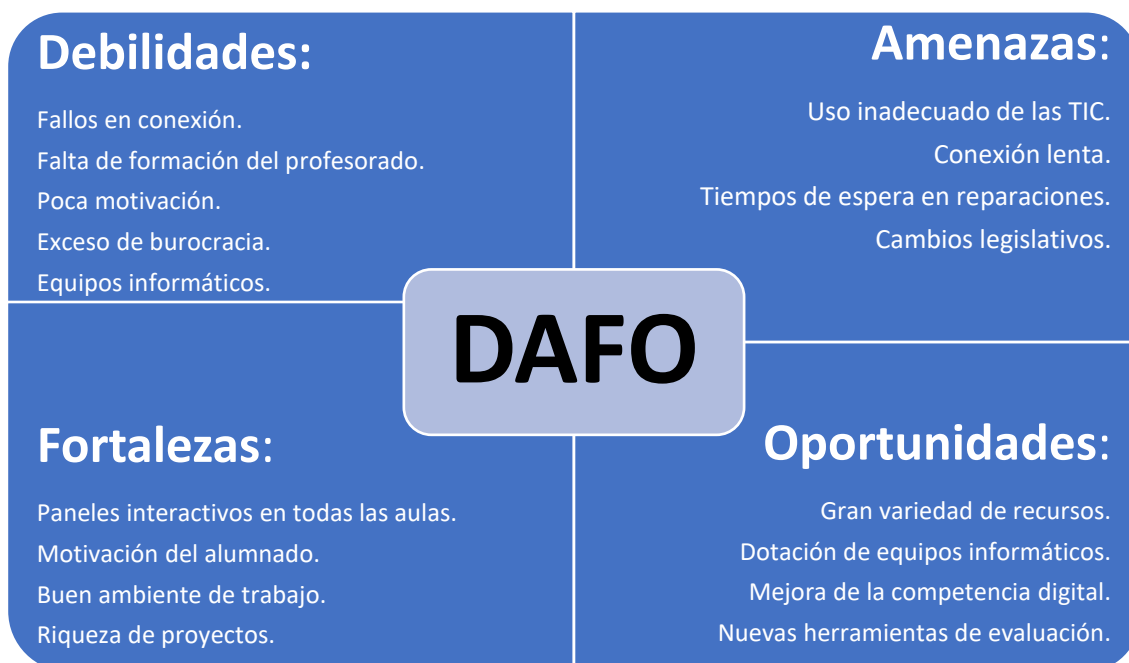 Debilidades:
Fallos en conexión.
Falta de formación del profesorado.
Poca motivación.
Exceso de burocracia.
Equipos informáticos.
Amenazas:
Uso inadecuado de las TIC.
Conexión lenta.
Tiempos de espera en reparaciones.
Cambios legislativos.
DAFO
Fortalezas:
Paneles interactivos en todas las aulas.
Motivación del alumnado.
Buen ambiente de trabajo.
Riqueza de proyectos.
Oportunidades:
Gran variedad de recursos.
Dotación de equipos informáticos.
Mejora de la competencia digital.
Nuevas herramientas de evaluación.